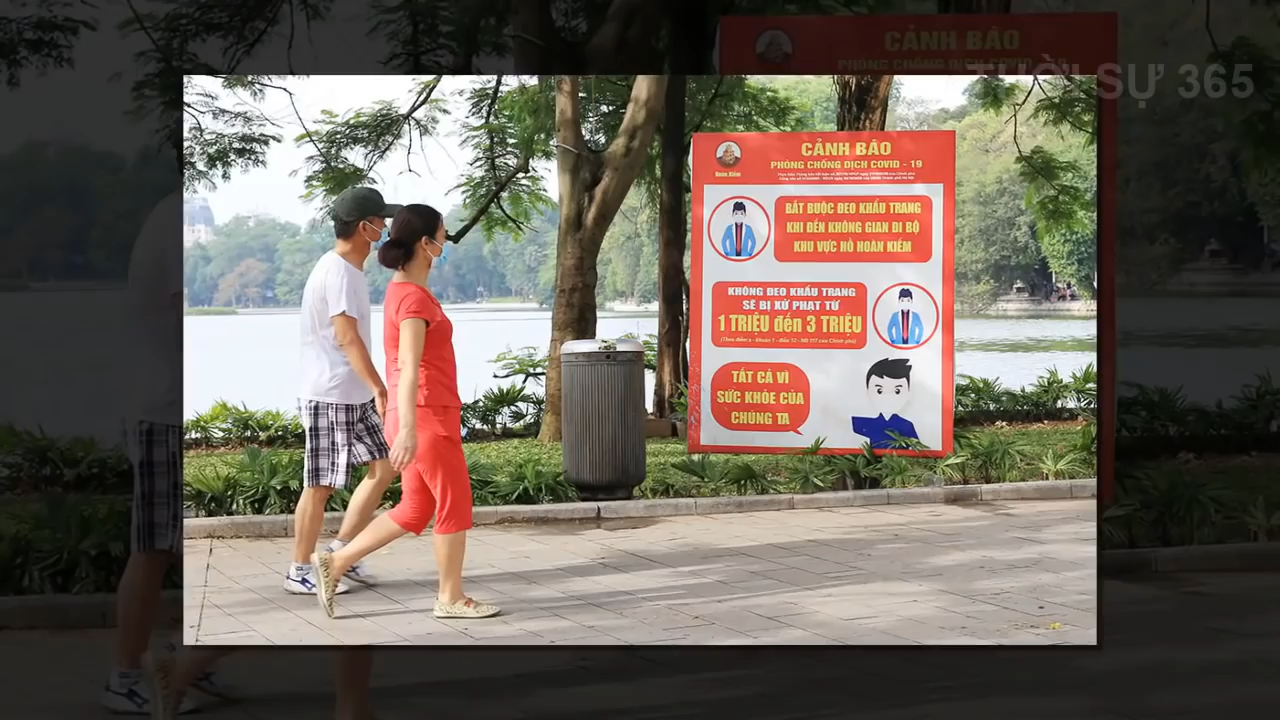 CẢNH BÁO
TƯỜI SỰ 365
CẢNH BÁO
PHÒNG CHỐNG DỊCH COVID - 19
Hoàn Kiếm
BẮT BUỘC ĐEO KHẨU TRANG
KHI ĐẾN KHÔNG GIAN ĐI BỘ
KHU VỰC HỒ HOÀN KIẾM
KHÔNG ĐEO KHẨU TRANG
SẼ BỊ XỬ PHẠT TỪ
1 TRIỆU đến 3 TRIỆU
TẤT CẢ VÌ
SỨC KHỎE CỦA
CHÚNG TA